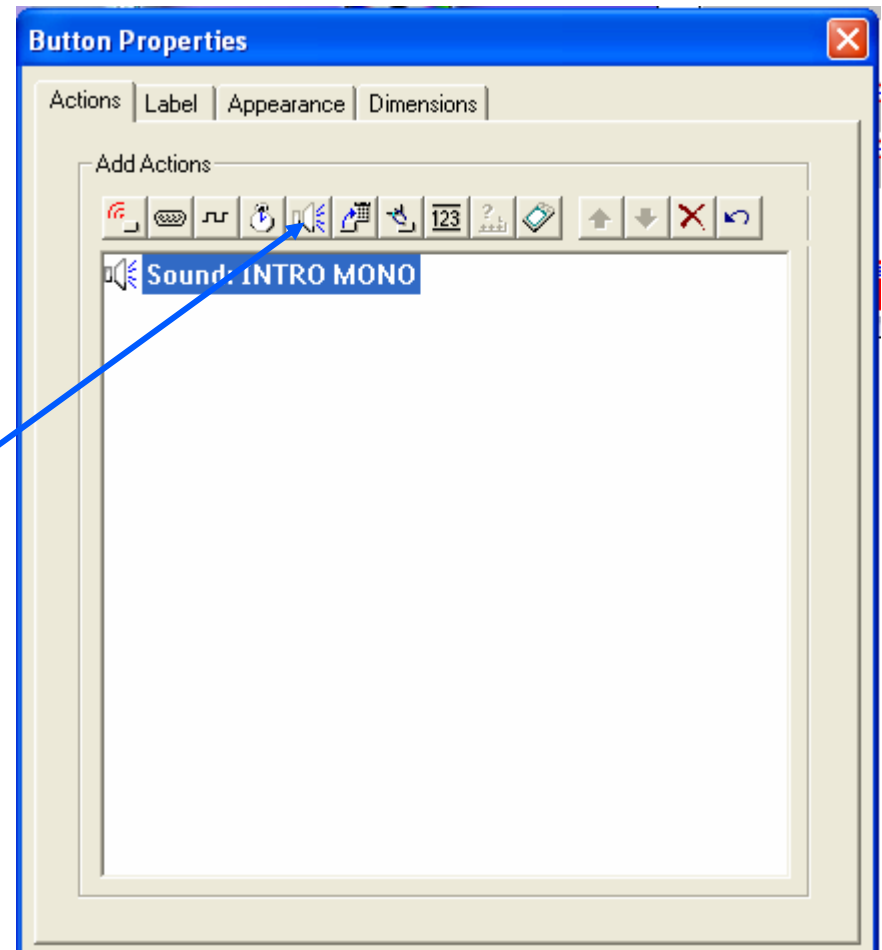 Button Properties
Actions Label Appearance Dimensions
Add Actions
123 ?
Sound: INTRO MONO